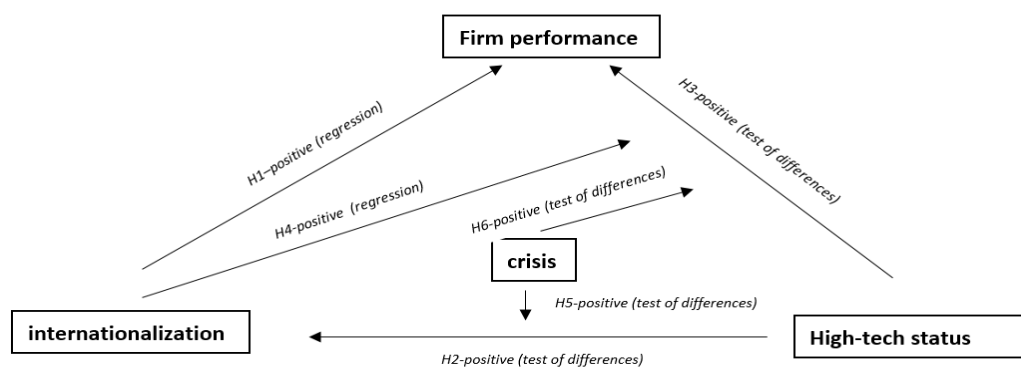 Firm performance
H1–positive (regression)
H3-positive (test of differences)
H4-positive (regression)
H6-positive (test of differences)
crisis
H5-positive (test of differences)
internationalization
High-tech status
H2-positive (test of differences)